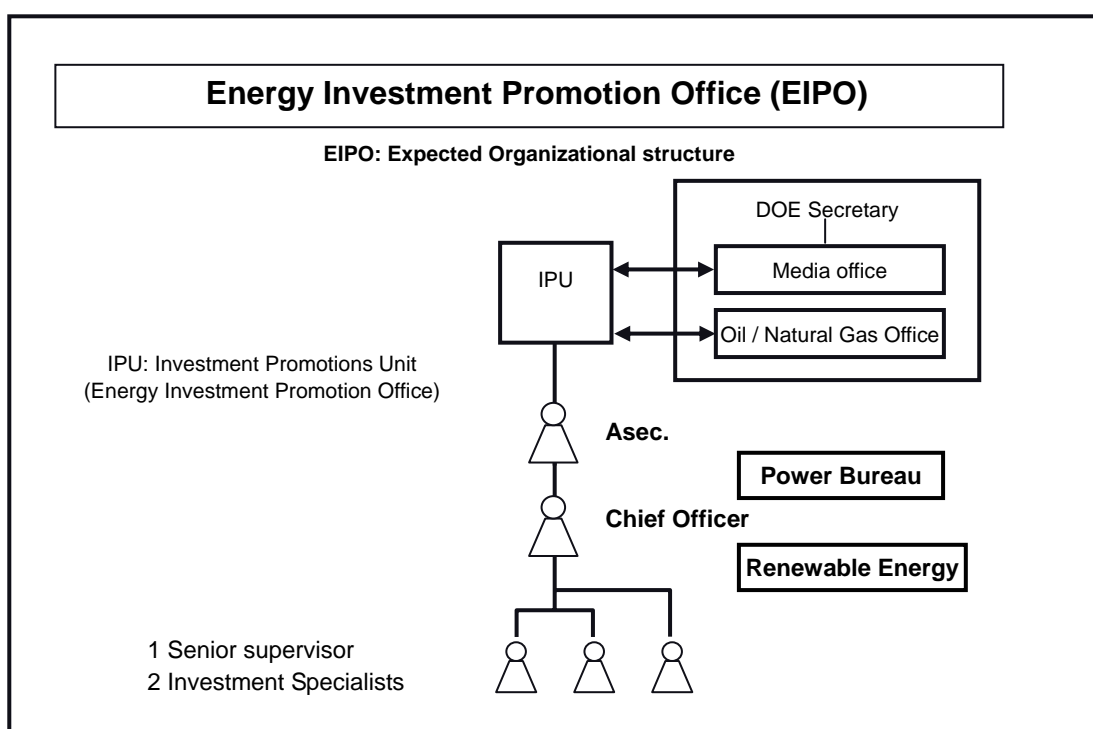 Energy Investment Promotion Office (EIPO)
EIPO: Expected Organizational structure
DOE Secretary
IPU
Media office
Oil / Natural Gas Office
IPU: Investment Promotions Unit
(Energy Investment Promotion Office)
Asec.
Power Bureau
Chief Officer
Renewable Energy
1 Senior supervisor
2 Investment Specialists